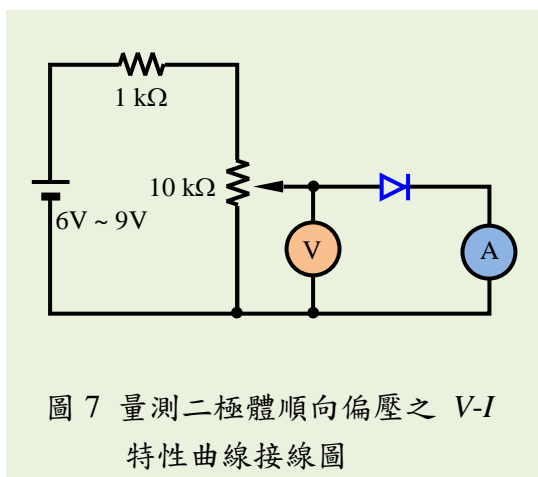 1 kΩ
10 kΩ
6V ~ 9V
V
A
圖 7 量測二極體順向偏壓之 V-I
特性曲線接線圖